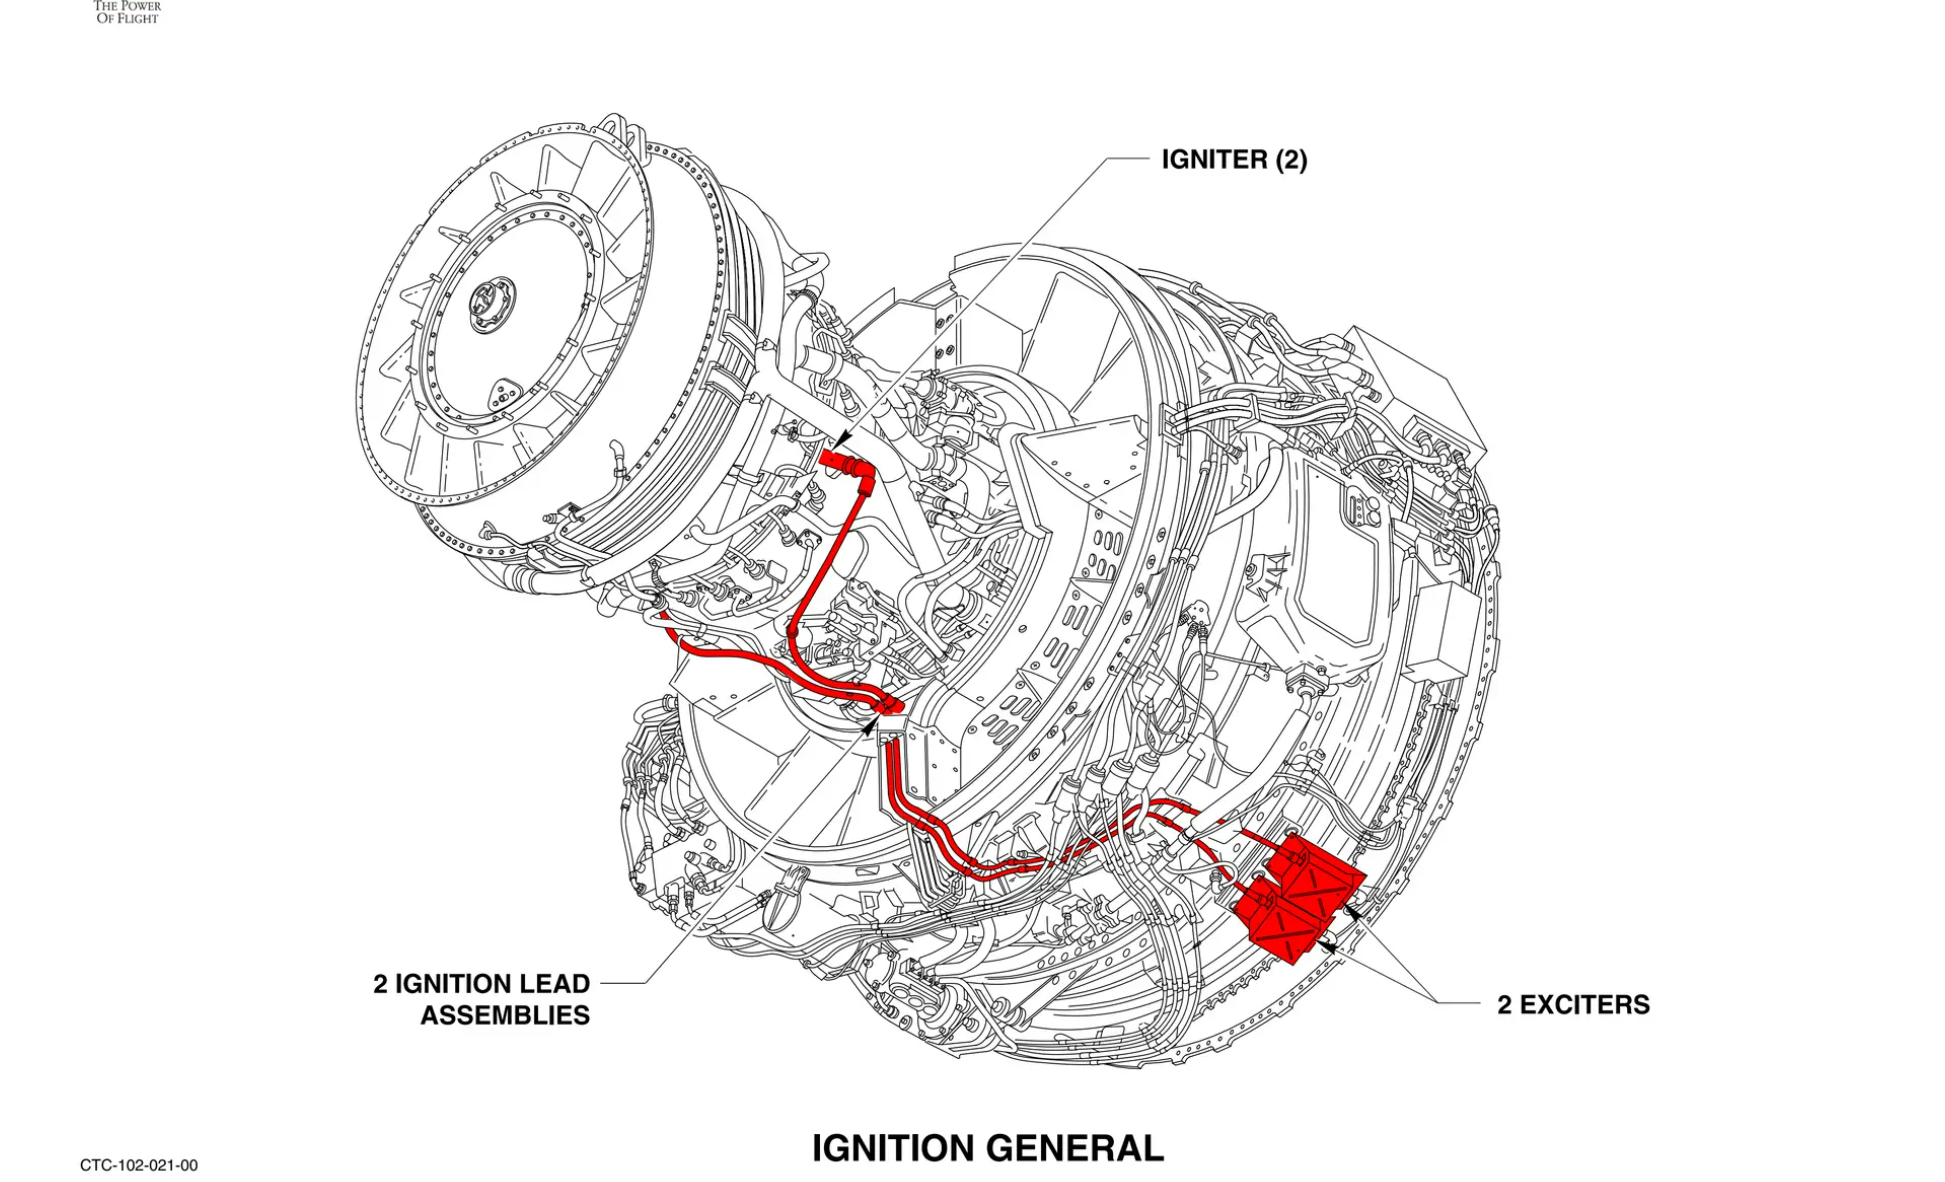 THE POWER
OF FLIGHT
IGNITER (2)
2 IGNITION LEAD
ASSEMBLIES
2 EXCITERS
IGNITION GENERAL
CTC-102-021-00